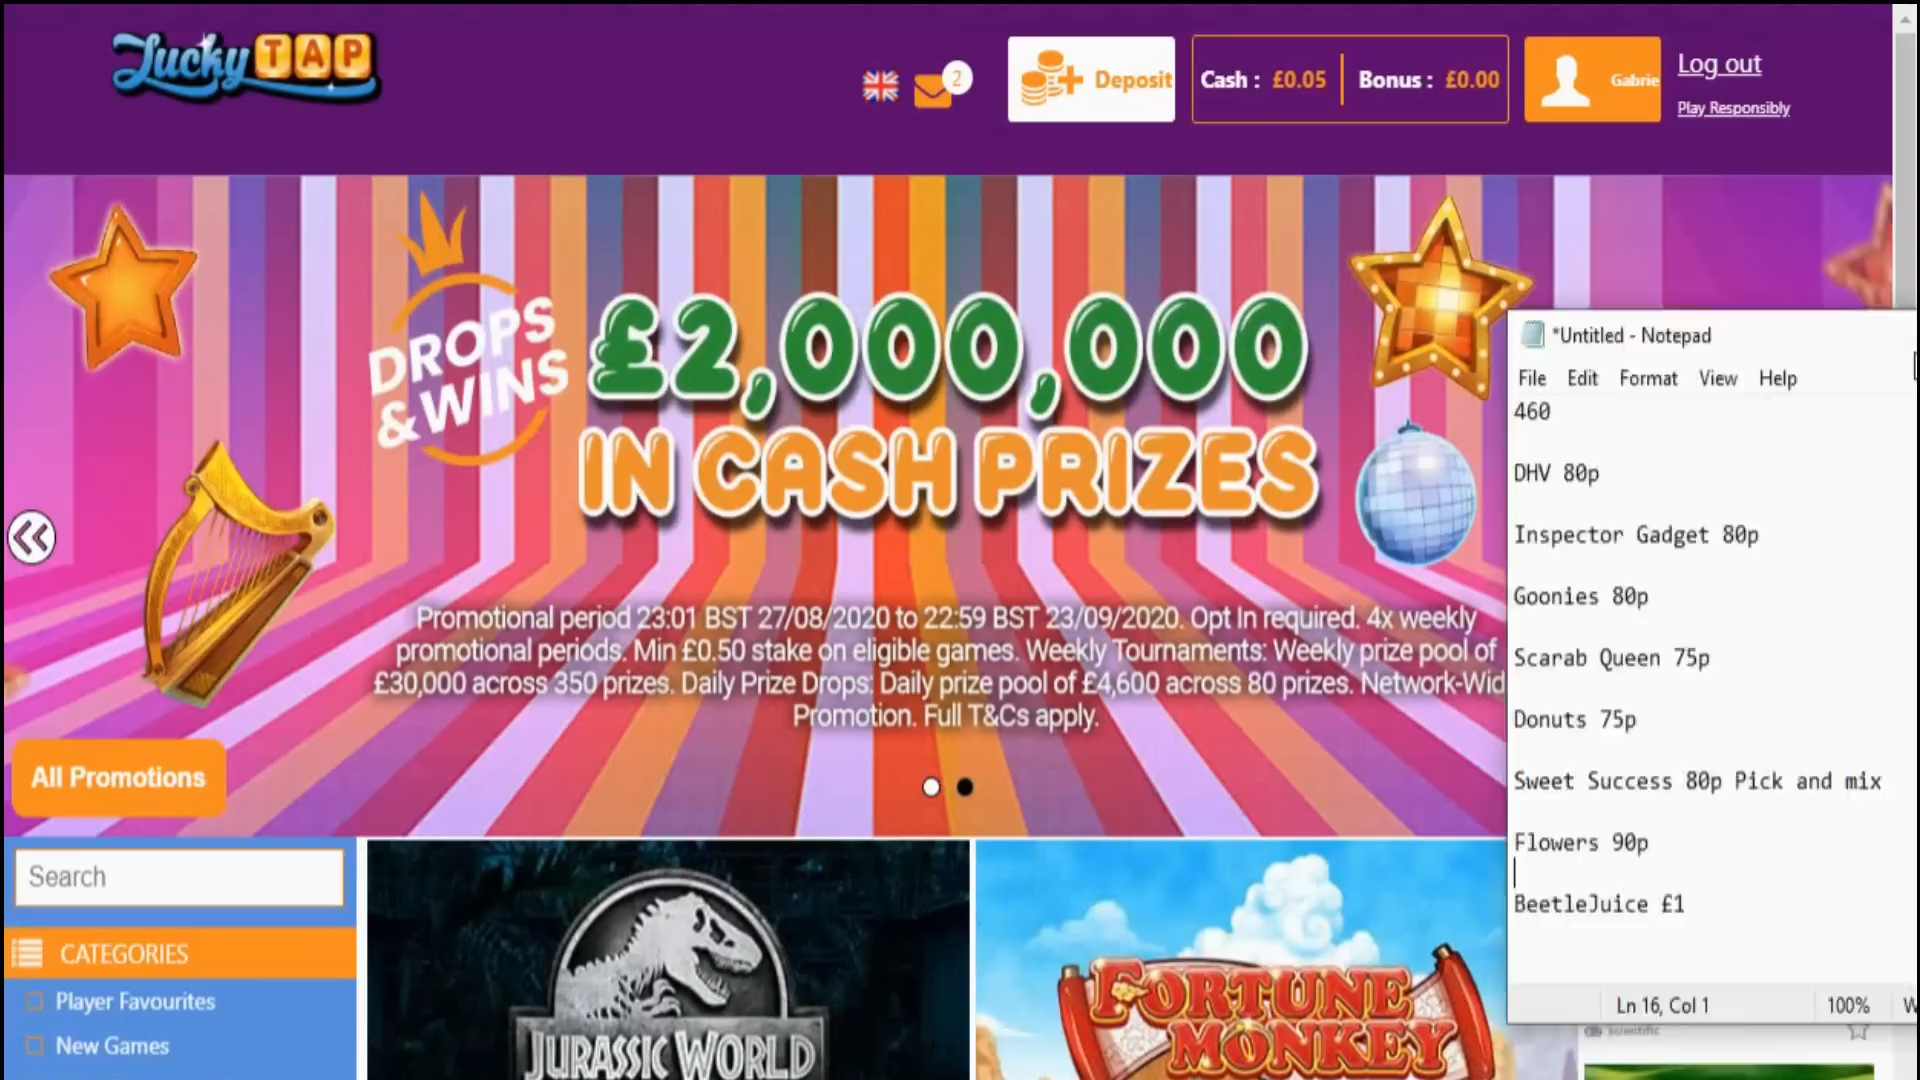 Lucky TAP
2
Deposit
Cash : £0.05
Bonus : £0.00
Gabrie
Log out
Play Responsibly
DROPS
&WINS
£2,000,000
IN CASH PRIZES
Promotional period 23:01 BST 27/08/2020 to 22:59 BST 23/09/2020. Opt In required. 4x weekly
promotional periods. Min £0.50 stake on eligible games. Weekly Tournaments: Weekly prize pool of
£30,000 across 350 prizes. Daily Prize Drops: Daily prize pool of £4,600 across 80 prizes. Network-Wid
Promotion. Full T&Cs apply.
All Promotions
*Untitled - Notepad
File Edit Format View Help
460
DHV 80p
Inspector Gadget 80p
Goonies 80p
Scarab Queen 75p
Donuts 75p
Sweet Success 80p Pick and mix
Flowers 90p
BeetleJuice £1
Ln 16, Col 1
100%
W
Search
CATEGORIES
Player Favourites
New Games
JURASSIC WORLD
FORTUNE
MONKEY
Scientific